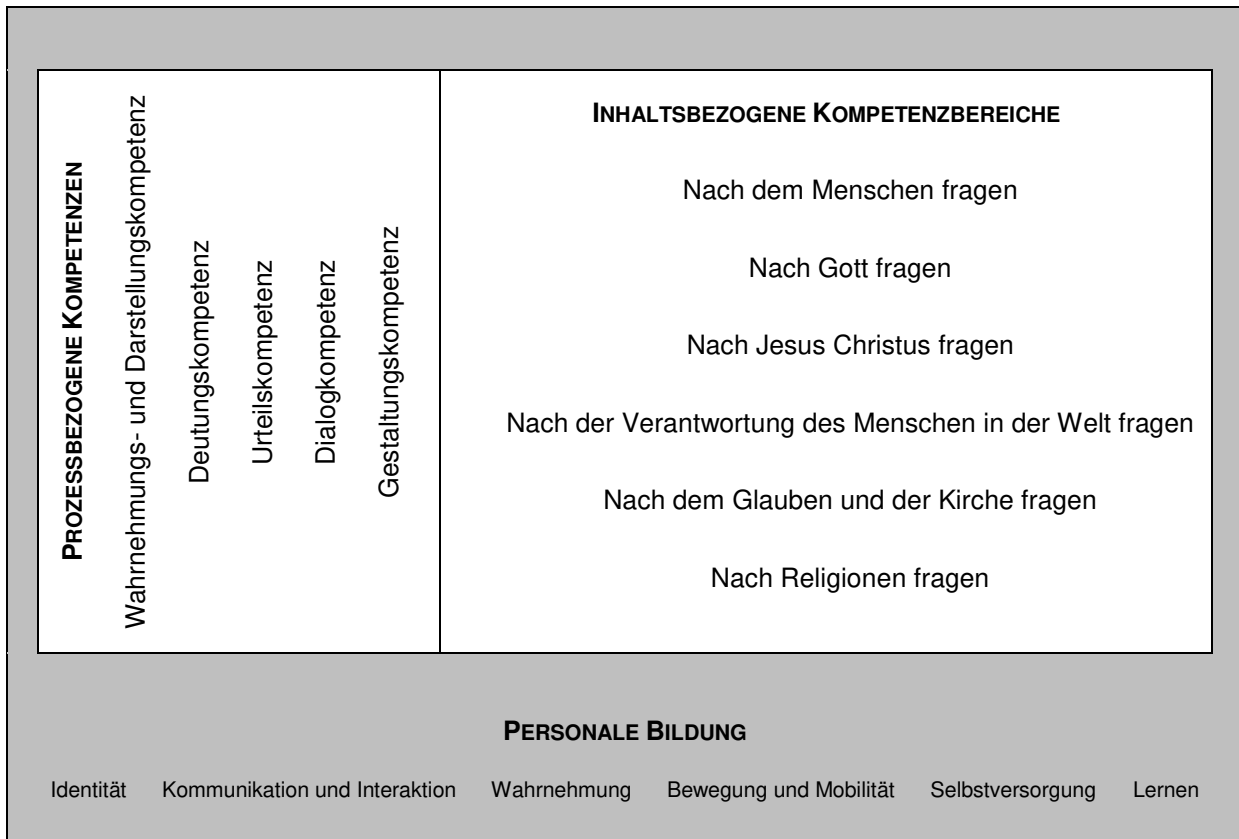 PROZESSBEZOGENE KOMPETENZEN
Wahrnehmungs- und Darstellungskompetenz
Deutungskompetenz
Urteilskompetenz
Dialogkompetenz
Gestaltungskompetenz
INHALTSBEZOGENE KOMPETENZBEREICHE
Nach dem Menschen fragen
Nach Gott fragen
Nach Jesus Christus fragen
Nach der Verantwortung des Menschen in der Welt fragen
Nach dem Glauben und der Kirche fragen
Nach Religionen fragen
PERSONALE BILDUNG
Identität Kommunikation und Interaktion Wahrnehmung Bewegung und Mobilität Selbstversorgung Lernen